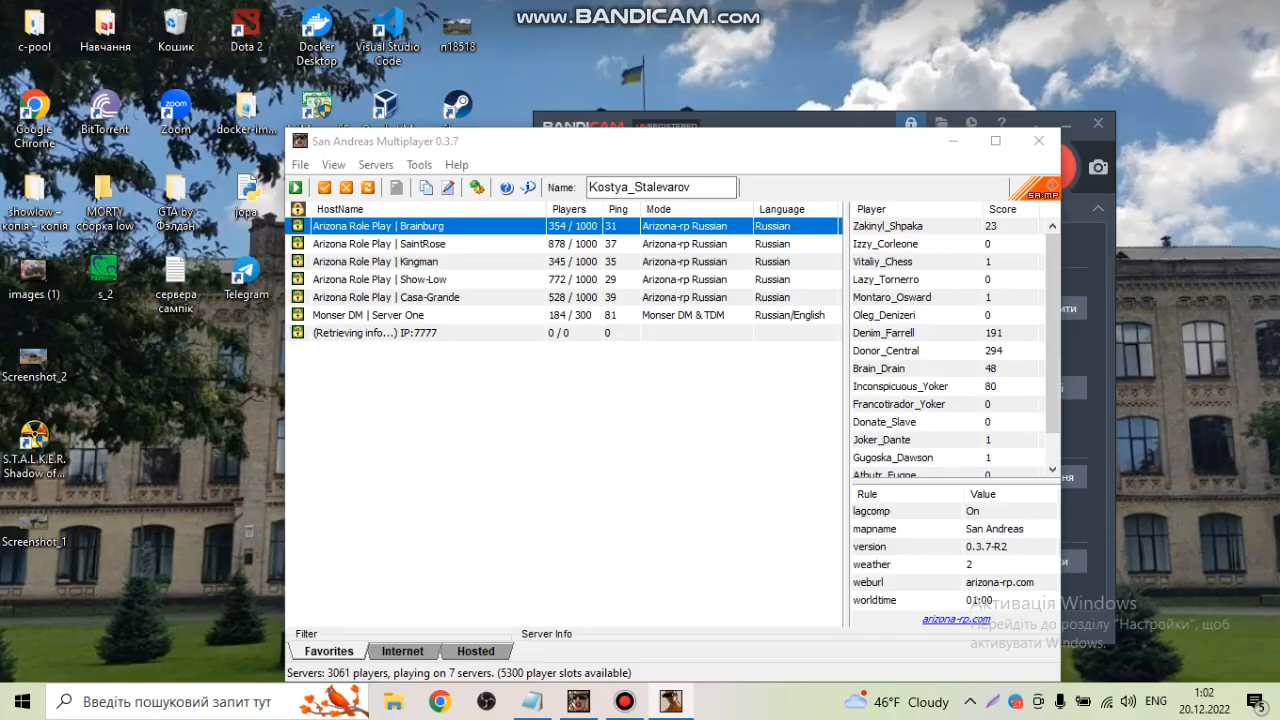 www.BANDICAM.com
c-pool
Навчання
Кошик
Dota 2
Docker
Desktop
Visual Studio
Code
n18518
Google
Chrome
BitTorrent
Zoom
docker-im...
showlow –
копія – копія
MORTY
сборка low
GTA by
Фэлдан
jopa
images (1)
s_2
сервера
сампік
Telegram
Screenshot_2
S.T.A.L.K.E.R.
Shadow of...
Screenshot_1
BANDICAM UNREGISTERED
San Andreas Multiplayer 0.3.7
File View Servers Tools Help
Name: Kostya_Stalevarov
SA:MP
HostName Players Ping Mode Language
Arizona Role Play | Brainburg 354 / 1000 31 Arizona-rp Russian Russian
Arizona Role Play | SaintRose 878 / 1000 37 Arizona-rp Russian Russian
Arizona Role Play | Kingman 345 / 1000 35 Arizona-rp Russian Russian
Arizona Role Play | Show-Low 772 / 1000 29 Arizona-rp Russian Russian
Arizona Role Play | Casa-Grande 528 / 1000 39 Arizona-rp Russian Russian
Monser DM | Server One 184 / 300 81 Monser DM & TDM Russian/English
(Retrieving info...) IP:7777 0 / 0 0
Player Score
Zakinyl_Shpaka 23
Izzy_Corleone 0
Vitaliy_Chess 1
Lazy_Tornerro 0
Montaro_Osward 1
Oleg_Denizeri 0
Denim_Farrell 191
Donor_Central 294
Brain_Drain 48
Inconspicuous_Yoker 80
Francotirador_Yoker 0
Donate_Slave 0
Joker_Dante 1
Gugoska_Dawson 1
Rule Value
lagcomp On
mapname San Andreas
version 0.3.7-R2
weather 2
weburl arizona-rp.com
worldtime 01:00
arizona-rp.com
Активація Windows
Перейдіть до розділу "Настройки", щоб
активувати Windows.
Filter Server Info
Favorites Internet Hosted
Servers: 3061 players, playing on 7 servers. (5300 player slots available)
Введіть пошуковий запит тут
46°F Cloudy
ENG
1:02
20.12.2022
5